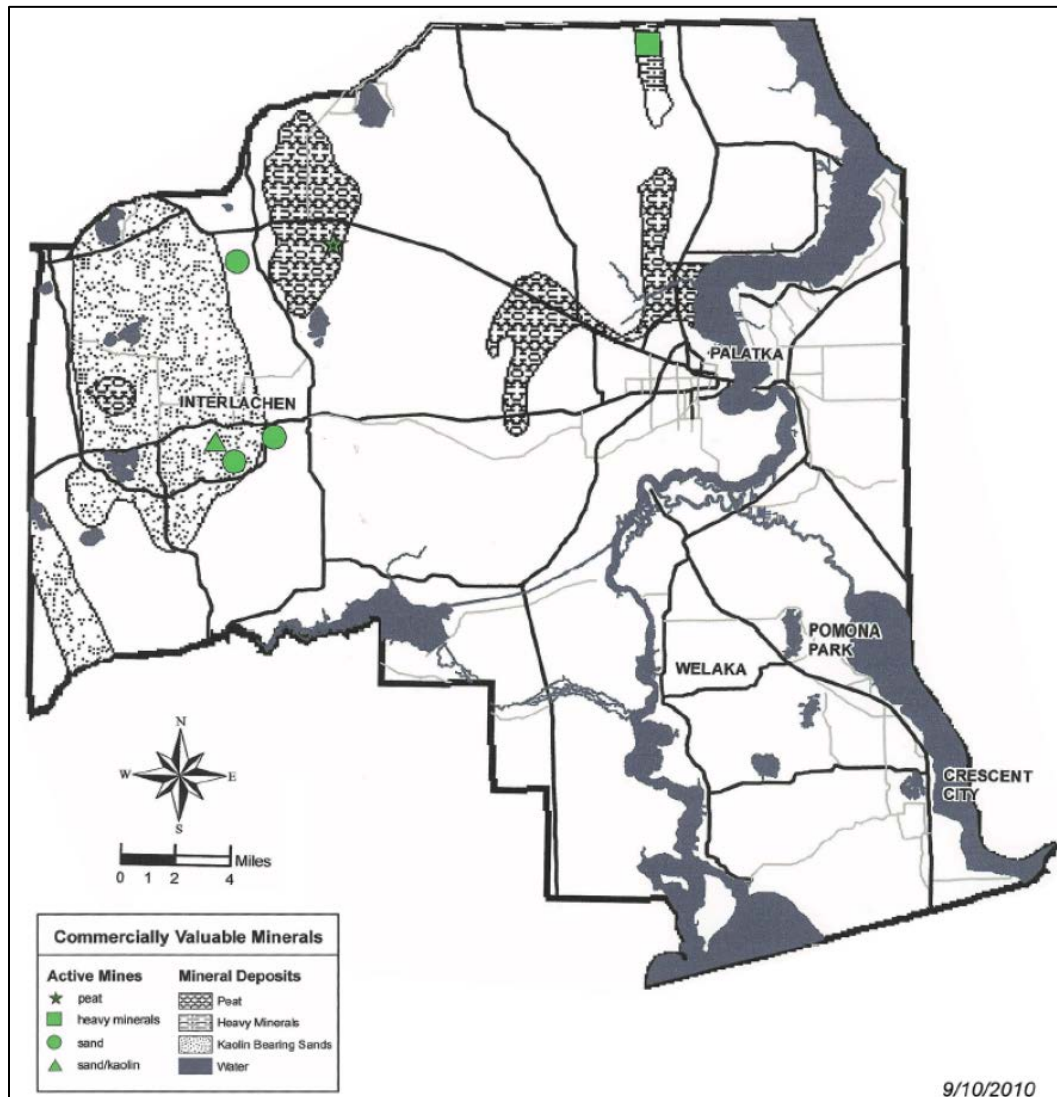 PALATKA
INTERLACHEN
POMONA
PARK
WELAKA
CRESCENT
CITY
N
W
E
S
Miles
0 1 2 4
Commercially Valuable Minerals
Active Mines
peat
heavy minerals
sand
sand/kaolin
Mineral Deposits
Peat
Heavy Minerals
Kaolin Bearing Sands
Water
9/10/2010